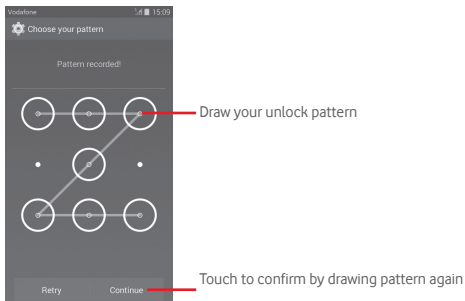 Vodafone 15:09
Choose your pattern
Pattern recorded!
Draw your unlock pattern
Retry Continue
Touch to confirm by drawing pattern again